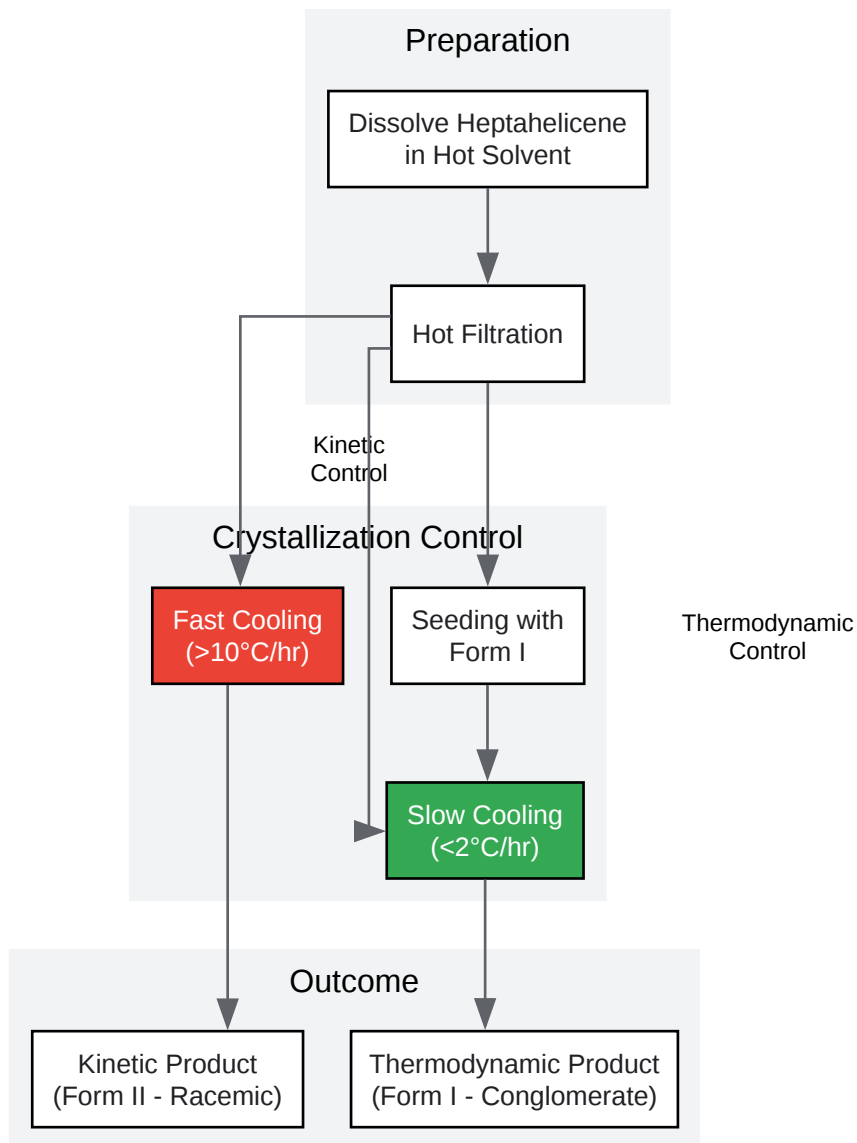 Preparation
Dissolve Heptahelicene
in Hot Solvent
Hot Filtration
Kinetic
Control
Crystallization Control
Fast Cooling
(>10°C/hr)
Seeding with
Form I
Thermodynamic
Control
Slow Cooling
(<2°C/hr)
Outcome
Kinetic Product
(Form II - Racemic)
Thermodynamic Product
(Form I - Conglomerate)